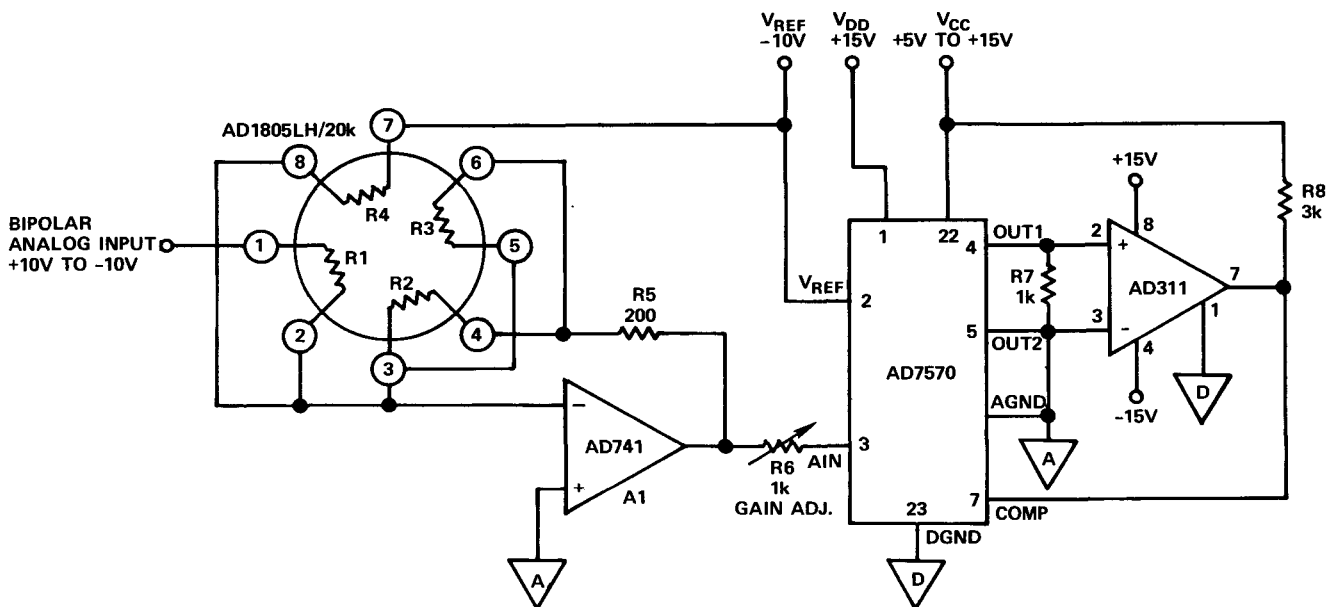 VREF
-10V
VDD
+15V
VCC
+5V TO +15V
AD1805LH/20k
7
8
6
R4
R3
+15V
R8
3k
BIPOLAR
ANALOG INPUT
+10V TO -10V
1
R1
5
1
22
4
OUT1
2
+
8
R2
R7
1k
AD311
7
VREF
2
R5
200
2
4
3
5
OUT2
3
-
4
1
AD7570
D
-15V
AGND
-
AD741
3
AIN
A
R6
1k
GAIN ADJ.
+
A1
23
7
COMP
DGND
A
D